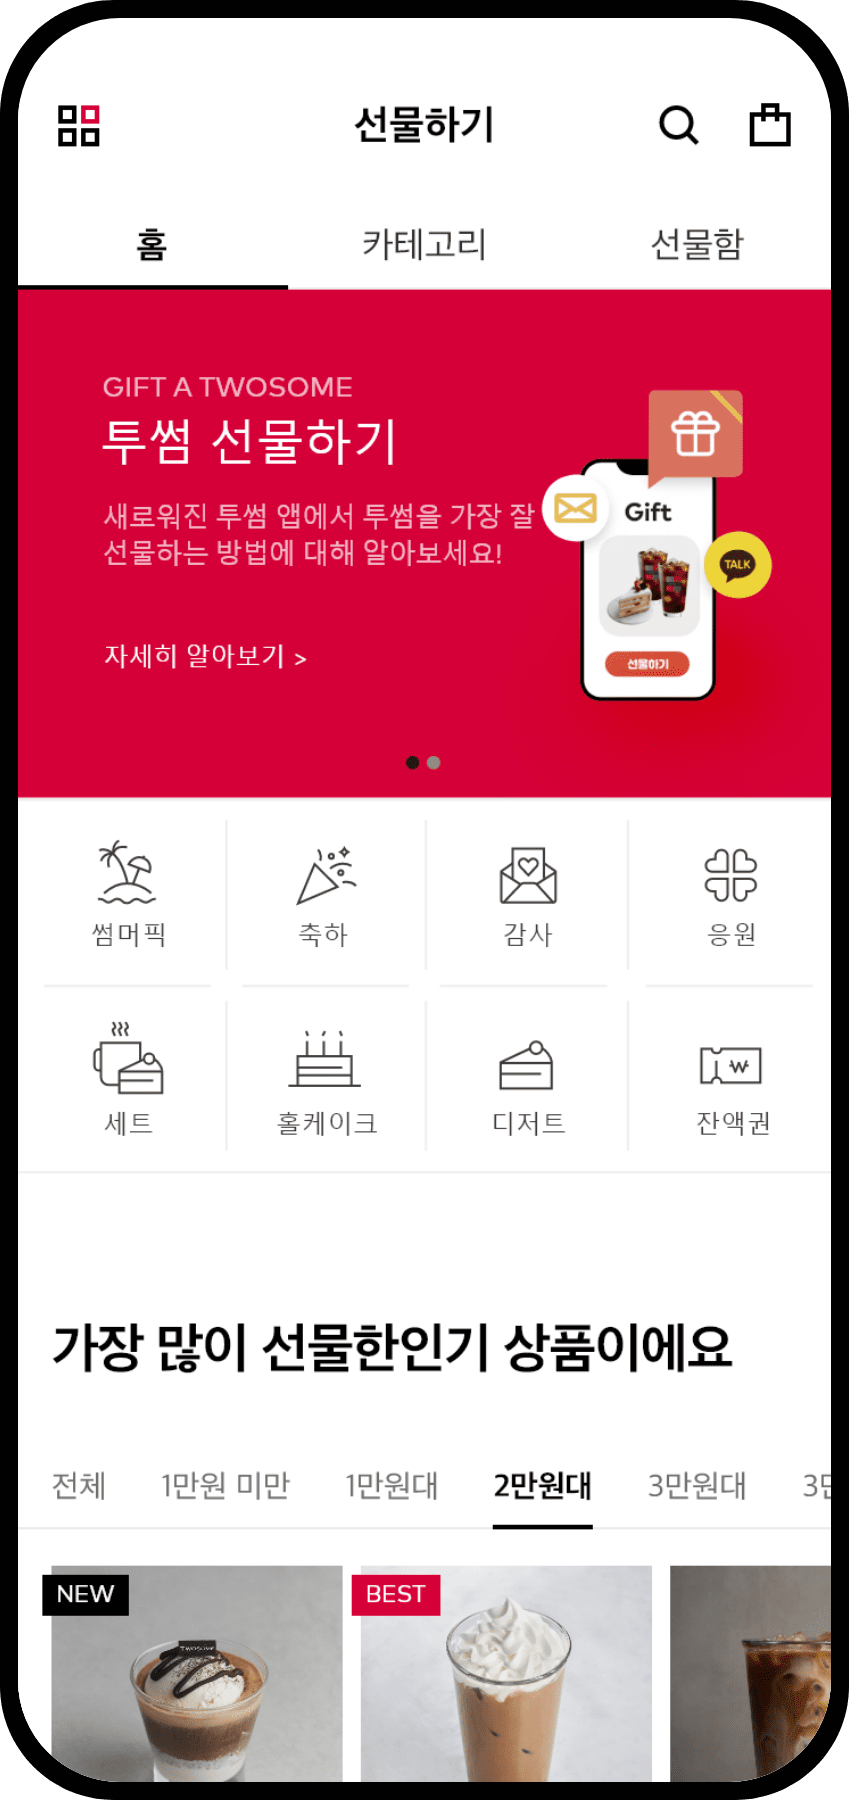 선물하기
홈
카테고리
선물함
GIFT A TWOSOME
투썸 선물하기
새로워진 투썸 앱에서 투썸을 가장 잘
선물하는 방법에 대해 알아보세요!
자세히 알아보기 >
Gift
TALK
선물하기
썸머픽
축하
감사
응원
세트
홀케이크
디저트
잔액권
가장 많이 선물한인기 상품이에요
전체
1만원 미만
1만원대
2만원대
3만원대
NEW
BEST
TWOSOME